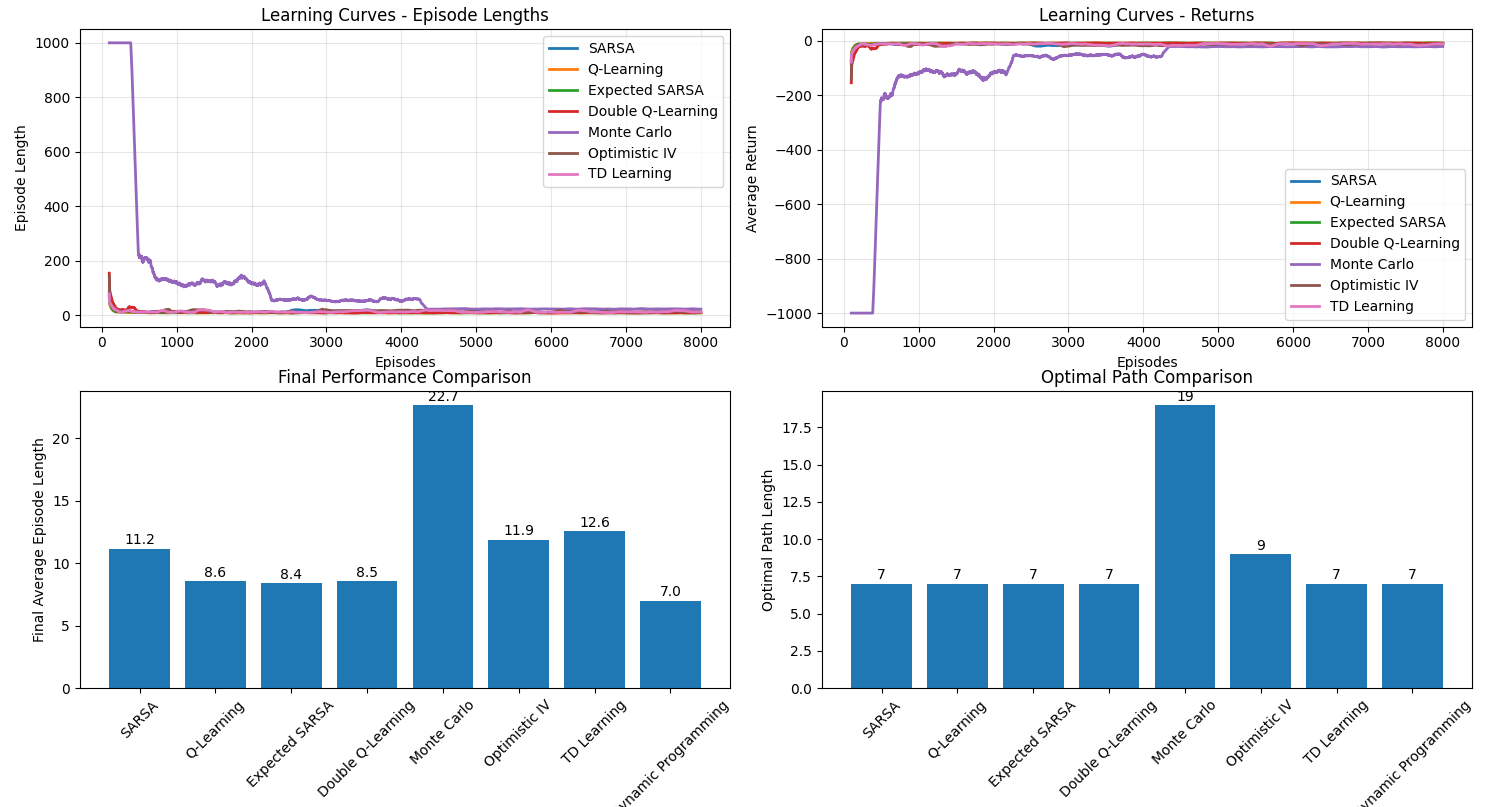 Learning Curves - Episode Lengths
Episode Length
1000
800
600
400
200
0
SARSA
Q-Learning
Expected SARSA
Double Q-Learning
Monte Carlo
Optimistic IV
TD Learning
0 1000 2000 3000 4000 5000 6000 7000 8000
Episodes
Learning Curves - Returns
Average Return
0
−200
−400
−600
−800
−1000
SARSA
Q-Learning
Expected SARSA
Double Q-Learning
Monte Carlo
Optimistic IV
TD Learning
0 1000 2000 3000 4000 5000 6000 7000 8000
Episodes
Final Performance Comparison
Final Average Episode Length
20
15
10
5
0
11.2 8.6 8.4 8.5 22.7 11.9 12.6 7.0
SARSA
Q-Learning
Expected SARSA
Double Q-Learning
Monte Carlo
Optimistic IV
TD Learning
ynamic Programming
Optimal Path Comparison
Optimal Path Length
17.5
15.0
12.5
10.0
7.5
5.0
2.5
0.0
7 7 7 7 19 9 7 7
SARSA
Q-Learning
Expected SARSA
Double Q-Learning
Monte Carlo
Optimistic IV
TD Learning
ynamic Programming